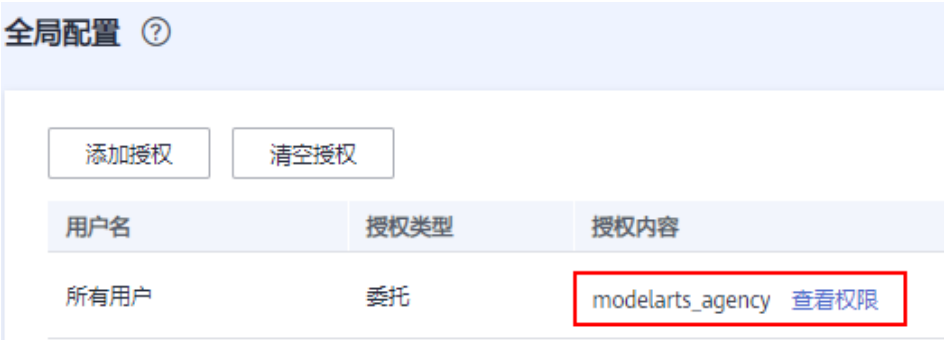 全局配置 ?
添加授权 清空授权
用户名 授权类型 授权内容
所有用户 委托 modelarts_agency 查看权限